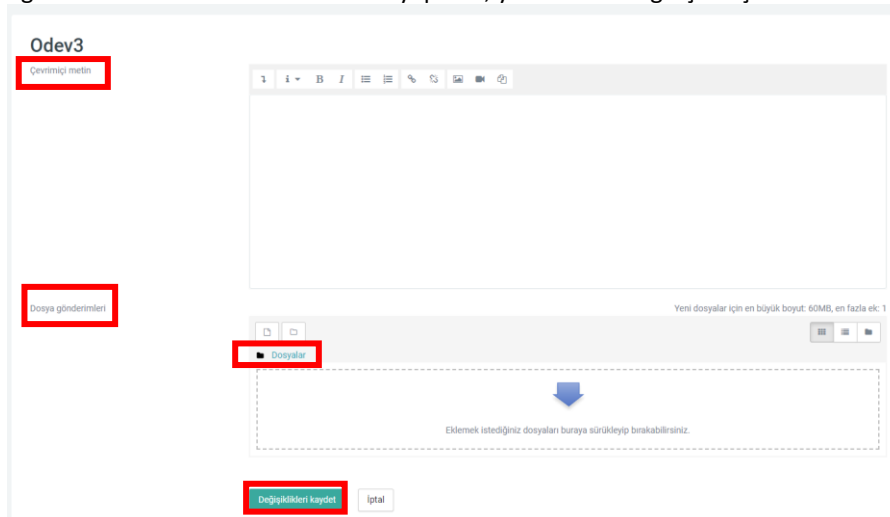 Odev3
Çevrimiçi metin
B I
Dosya gönderimleri
Yeni dosyalar için en büyük boyut: 60MB, en fazla ek: 1
Dosyalar
Eklemek istediğiniz dosyaları buraya sürükleyip bırakabilirsiniz.
Değişiklikleri kaydet İptal